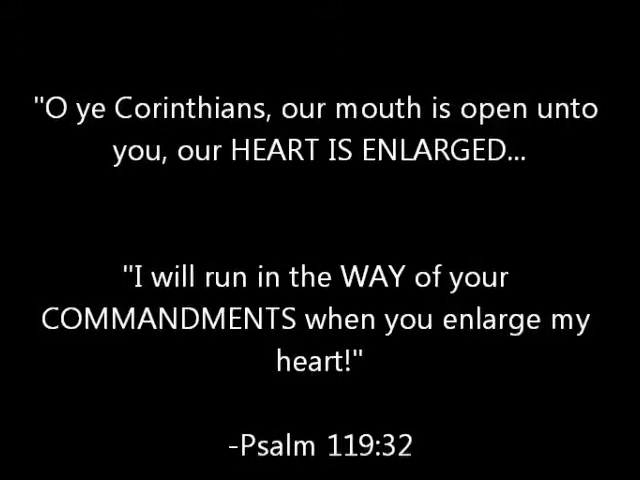 "O ye Corinthians, our mouth is open unto
you, our HEART IS ENLARGED...
"I will run in the WAY of your
COMMANDMENTS when you enlarge my
heart!"
-Psalm 119:32